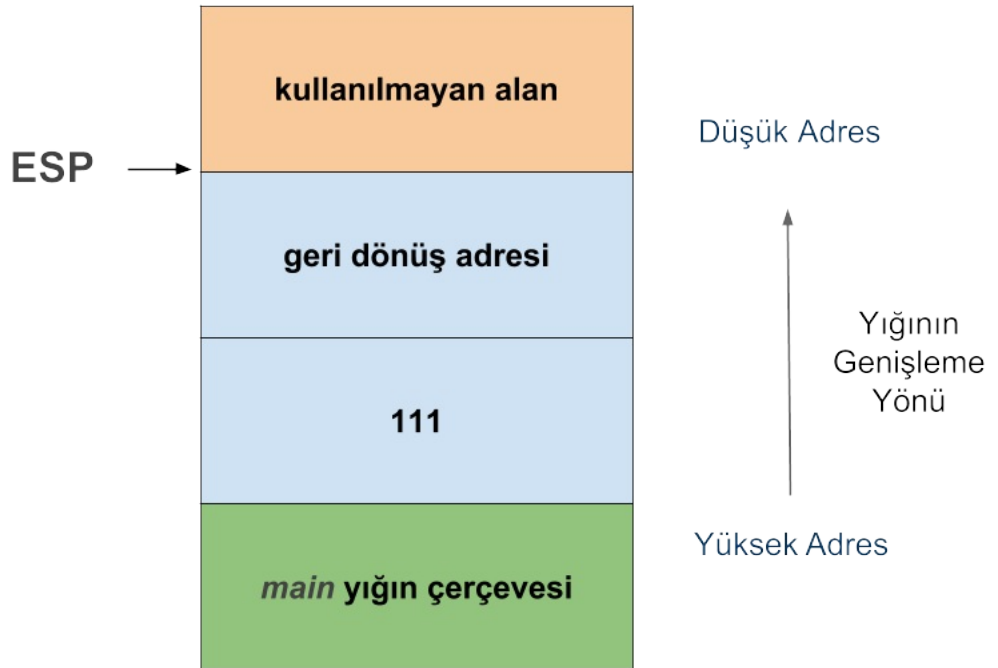 kullanılmayan alan
Düşük Adres
ESP
geri dönüş adresi
Yığının
Genişleme
Yönü
111
Yüksek Adres
main yığın çerçevesi